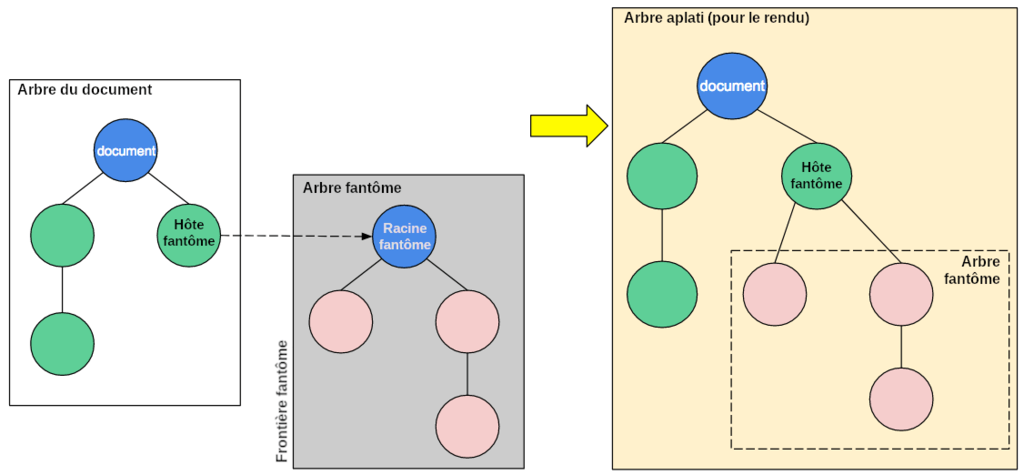 Arbre du document
document
Hôte
fantôme
Arbre fantôme
Racine
fantôme
Frontière fantôme
Arbre aplati (pour le rendu)
document
Hôte
fantôme
Arbre
fantôme